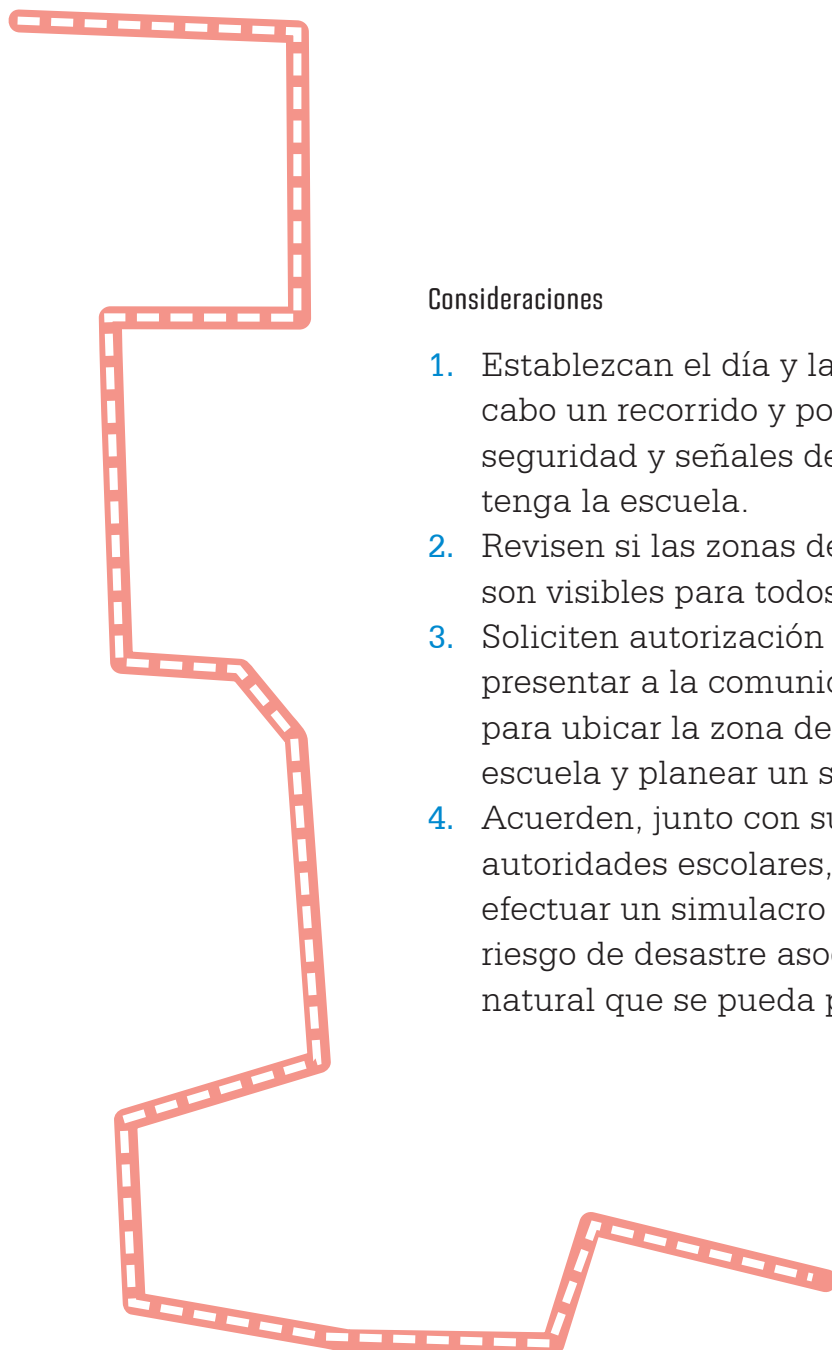 Consideraciones
1. Establezcan el día y la
cabo un recorrido y po
seguridad y señales de
tenga la escuela.
2. Revisen si las zonas de
son visibles para todos
3. Soliciten autorización
presentar a la comunic
para ubicar la zona de
escuela y planear un s
4. Acuerden, junto con su
autoridades escolares,
efectuar un simulacro
riesgo de desastre aso
natural que se pueda p